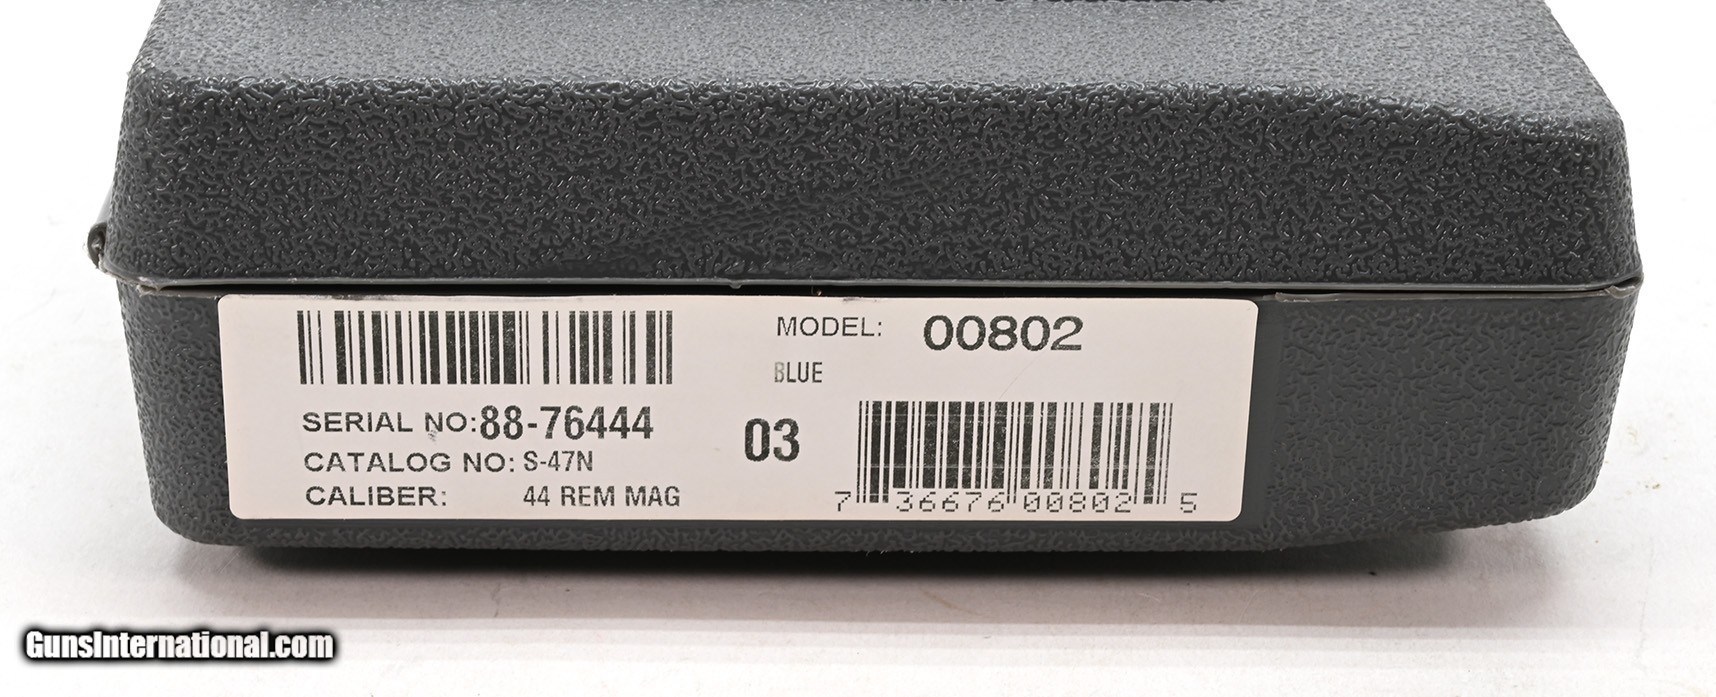 MODEL: 00802
BLUE
SERIAL NO: 88-76444
CATALOG NO: S-47N
CALIBER: 44 REM MAG
03
7 36676 00802 5
GunsInternational.com